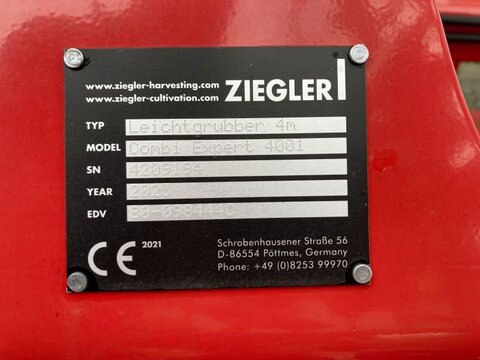 www.ziegler-harvesting.com
www.ziegler-cultivation.com
ZIEGLER
TYP Leichtgrubber 4m
MODEL Combi Expert 4001
SN
YEAR
EDV
CE 2021
Schrobenhausener Straße 56
D-86554 Pöttmes, Germany
Phone: +49 (0)8253 99970